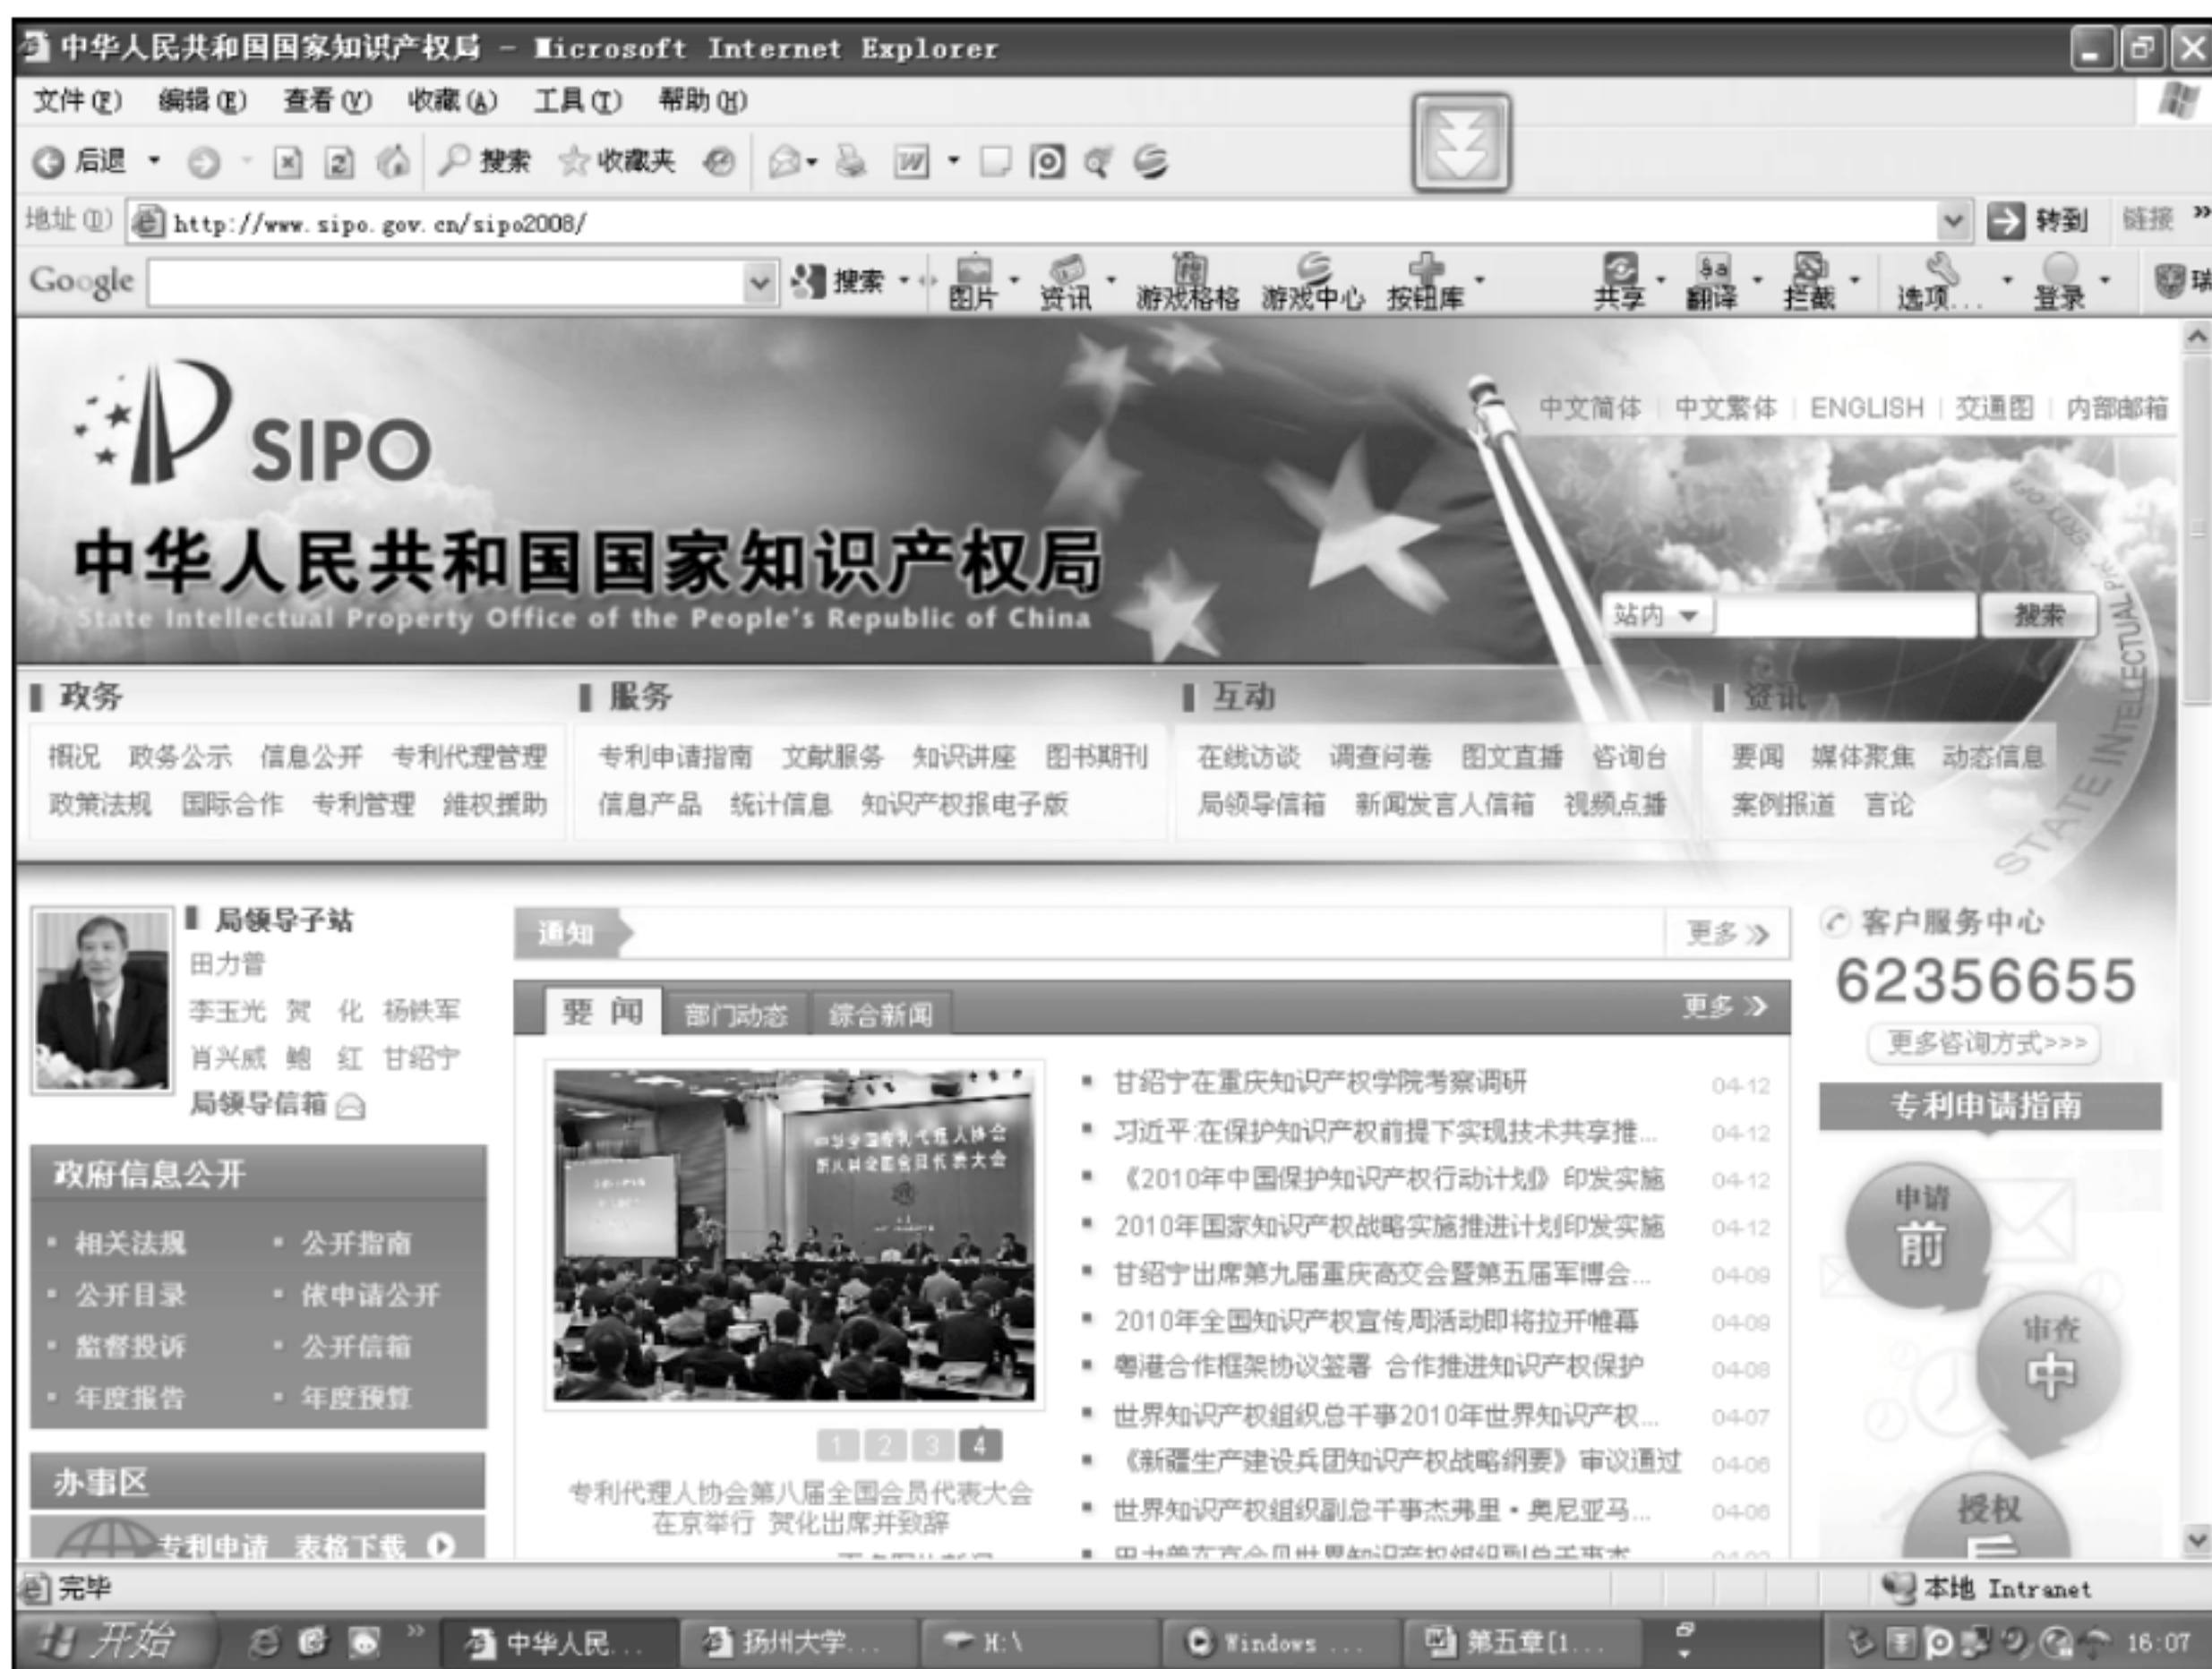 中华人民共和国国家知识产权局 - Microsoft Internet Explorer
文件(F) 编辑(E) 查看(V) 收藏(A) 工具(T) 帮助(H)
后退 搜索 收藏夹
地址(D) http://www.sipo.gov.cn/sipo2008/ 转到 链接 »
Google 搜索 图片 资讯 游戏格格 游戏中心 按钮库 共享 翻译 拦截 选项... 登录 瑞
中文简体 | 中文繁体 | ENGLISH | 交通图 | 内部邮箱
SIPO
中华人民共和国国家知识产权局
State Intellectual Property Office of the People's Republic of China
站内 搜索
STATE INTELLECTUAL
政务 服务 互动 资讯
概况 政务公示 信息公开 专利代理管理 专利申请指南 文献服务 知识讲座 图书期刊 在线访谈 调查问卷 图文直播 咨询台 要闻 媒体聚焦 动态信息
政策法规 国际合作 专利管理 维权援助 信息产品 统计信息 知识产权报电子版 局领导信箱 新闻发言人信箱 视频点播 案例报道 言论
局领导子站
田力普
李玉光 贺 化 杨铁军
肖兴威 鲍 红 甘绍宁
局领导信箱
政府信息公开
相关法规 公开指南
公开目录 依申请公开
监督投诉 公开信箱
年度报告 年度预算
办事区
专利申请 表格下载
通知 更多 »
要 闻 部门动态 综合新闻 更多 »
中华全国专利代理人协会
第八届全国会员代表大会
1 2 3 4
专利代理人协会第八届全国会员代表大会
在京举行 贺化出席并致辞
甘绍宁在重庆知识产权学院考察调研 04-12
习近平:在保护知识产权前提下实现技术共享推... 04-12
《2010年中国保护知识产权行动计划》印发实施 04-12
2010年国家知识产权战略实施推进计划印发实施 04-12
甘绍宁出席第九届重庆高交会暨第五届军博会... 04-09
2010年全国知识产权宣传周活动即将拉开帷幕 04-09
粤港合作框架协议签署 合作推进知识产权保护 04-08
世界知识产权组织总干事2010年世界知识产权... 04-07
《新疆生产建设兵团知识产权战略纲要》审议通过 04-06
世界知识产权组织副总干事杰弗里·奥尼亚马... 04-06
客户服务中心
62356655
更多咨询方式>>>
专利申请指南
申请
前
审查
中
授权
完毕 本地 Intranet
开始 » 中华人民... 扬州大学... H:\ Windows ... 第五章[1... 16:07